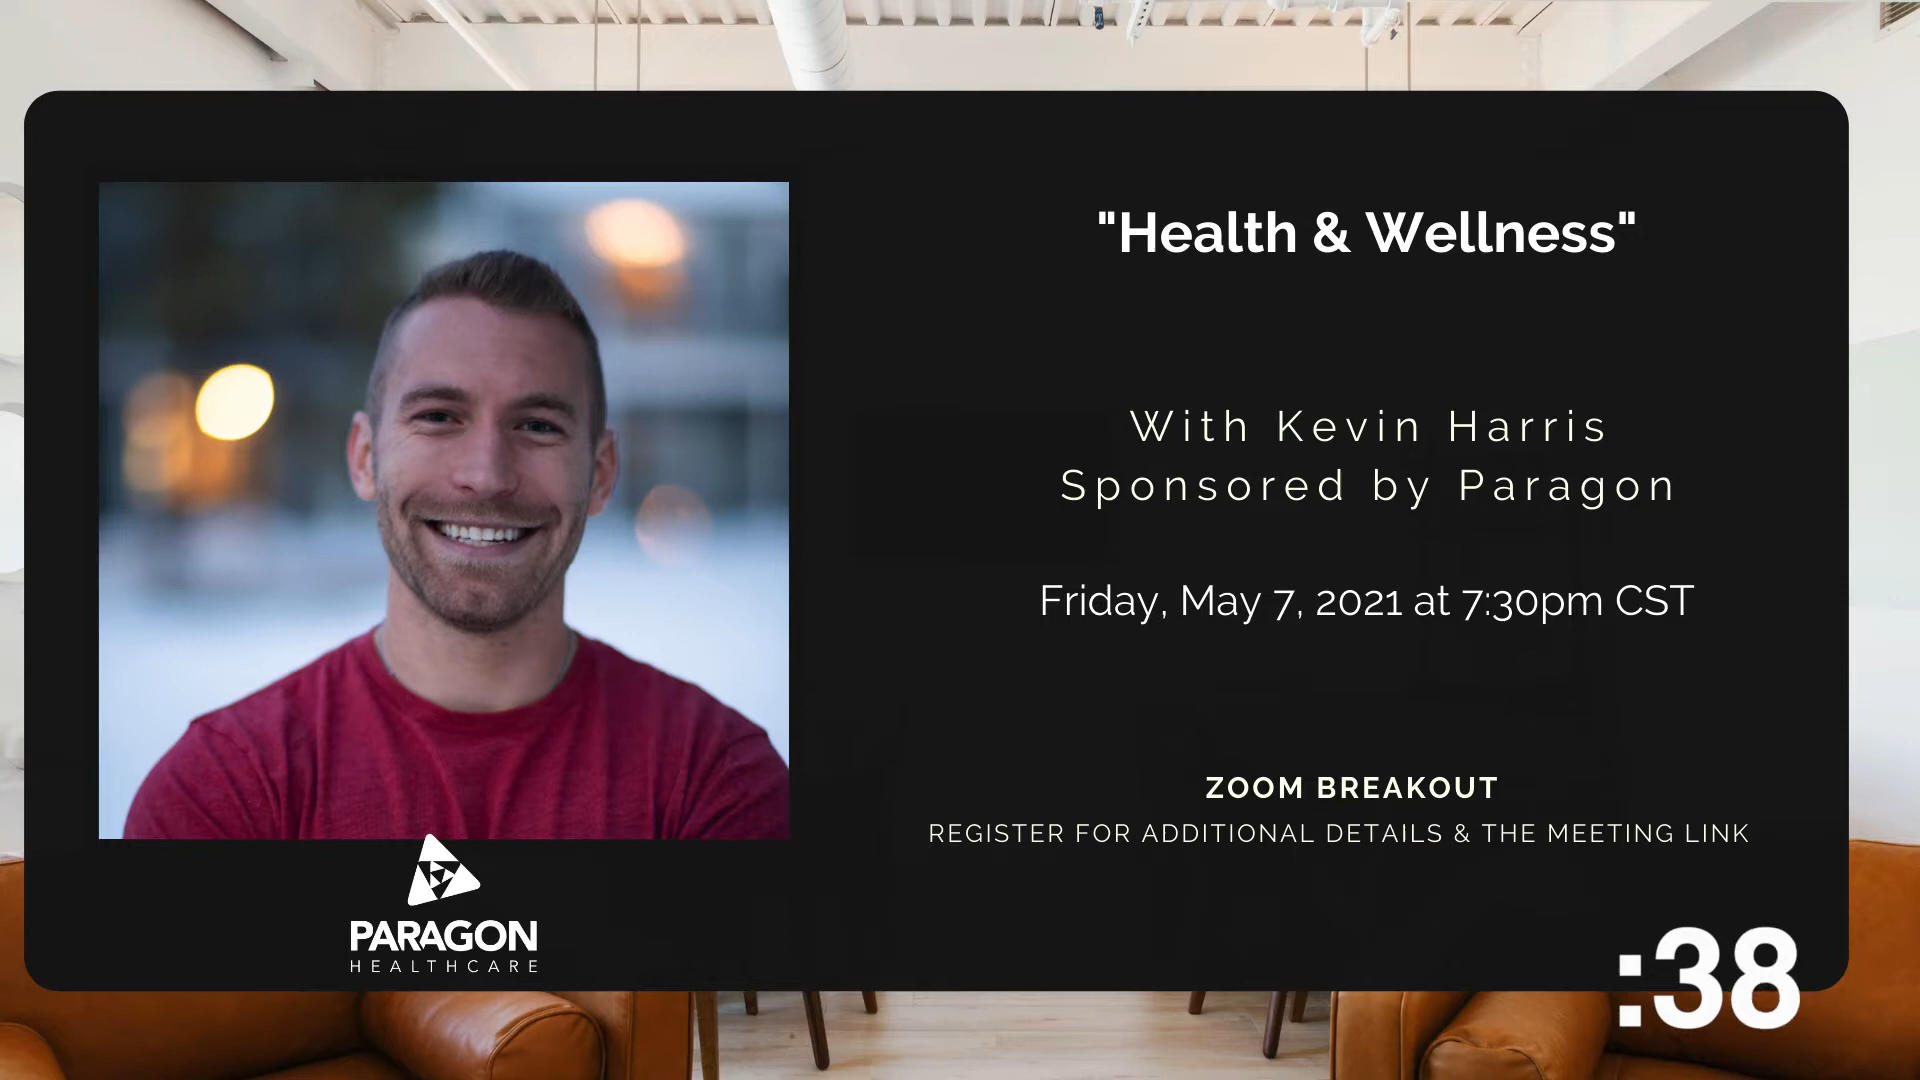 "Health & Wellness"
With Kevin Harris
Sponsored by Paragon
Friday, May 7, 2021 at 7:30pm CST
ZOOM BREAKOUT
REGISTER FOR ADDITIONAL DETAILS & THE MEETING LINK
PARAGON
HEALTHCARE
:38